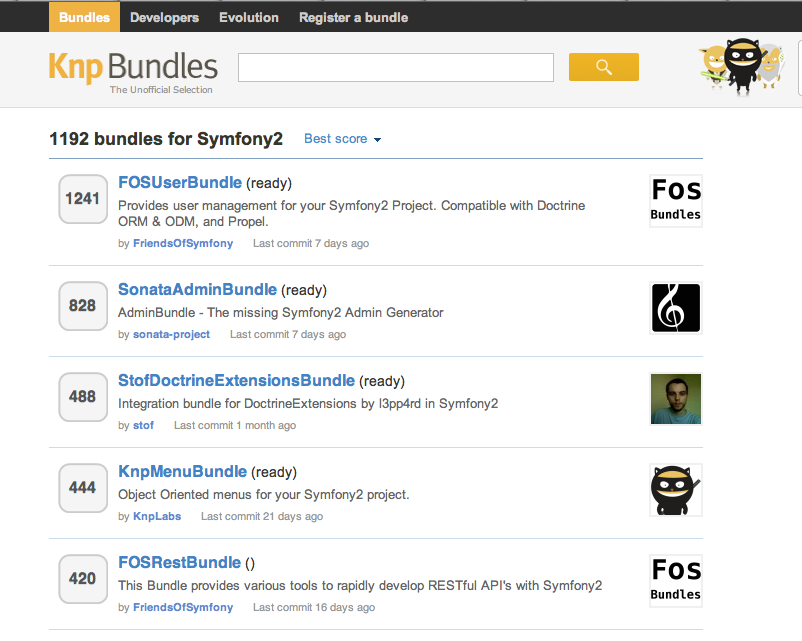 Bundles Developers Evolution Register a bundle
KnpBundles
The Unofficial Selection
1192 bundles for Symfony2 Best score
1241
FOSUserBundle (ready)
Provides user management for your Symfony2 Project. Compatible with Doctrine
ORM & ODM, and Propel.
by FriendsOfSymfony Last commit 7 days ago
Fos
Bundles
828
SonataAdminBundle (ready)
AdminBundle - The missing Symfony2 Admin Generator
by sonata-project Last commit 7 days ago
488
StofDoctrineExtensionsBundle (ready)
Integration bundle for DoctrineExtensions by l3pp4rd in Symfony2
by stof Last commit 1 month ago
444
KnpMenuBundle (ready)
Object Oriented menus for your Symfony2 project.
by KnpLabs Last commit 21 days ago
420
FOSRestBundle ()
This Bundle provides various tools to rapidly develop RESTful API's with Symfony2
by FriendsOfSymfony Last commit 16 days ago
Fos
Bundles